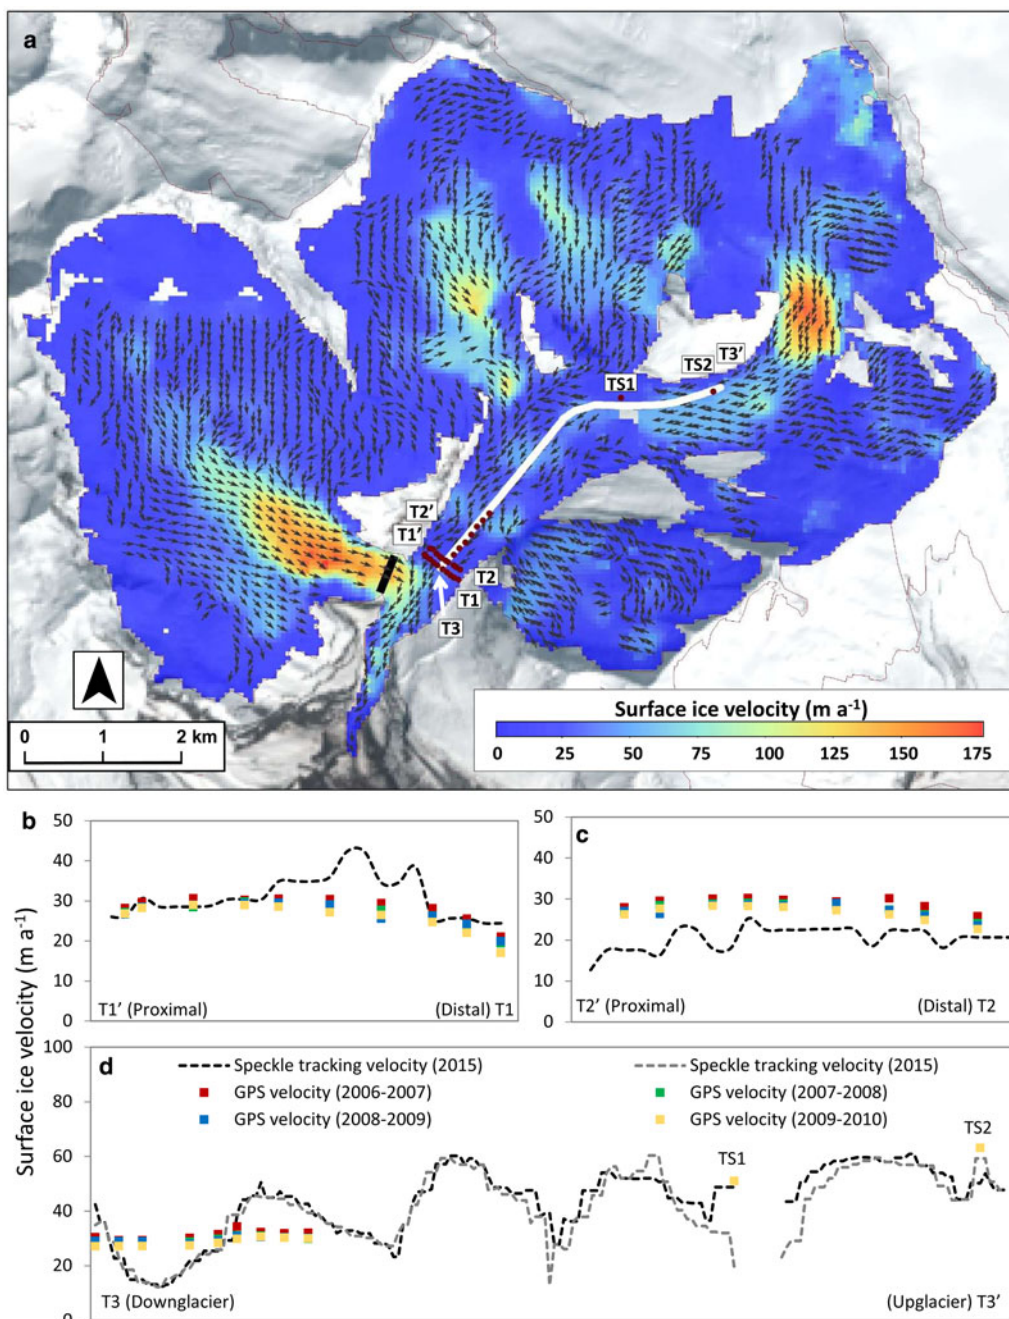 a
TS1
TS2
T3’
T2’
T1’
T2
T1
T3
0 1 2 km
Surface ice velocity (m a⁻¹)
0 25 50 75 100 125 150 178
b
50
40
30
20
10
0
T1’ (Proximal)
(Distal) T1
c
50
40
30
20
10
0
T2’ (Proximal)
(Distal) T2
Surface ice velocity (m a⁻¹)
d
100
80
60
40
20
0
Speckle tracking velocity (2015)
Speckle tracking velocity (2015)
GPS velocity (2006-2007)
GPS velocity (2007-2008)
GPS velocity (2008-2009)
GPS velocity (2009-2010)
TS1
TS2
T3 (Downglacier)
(Upglacier) T3’